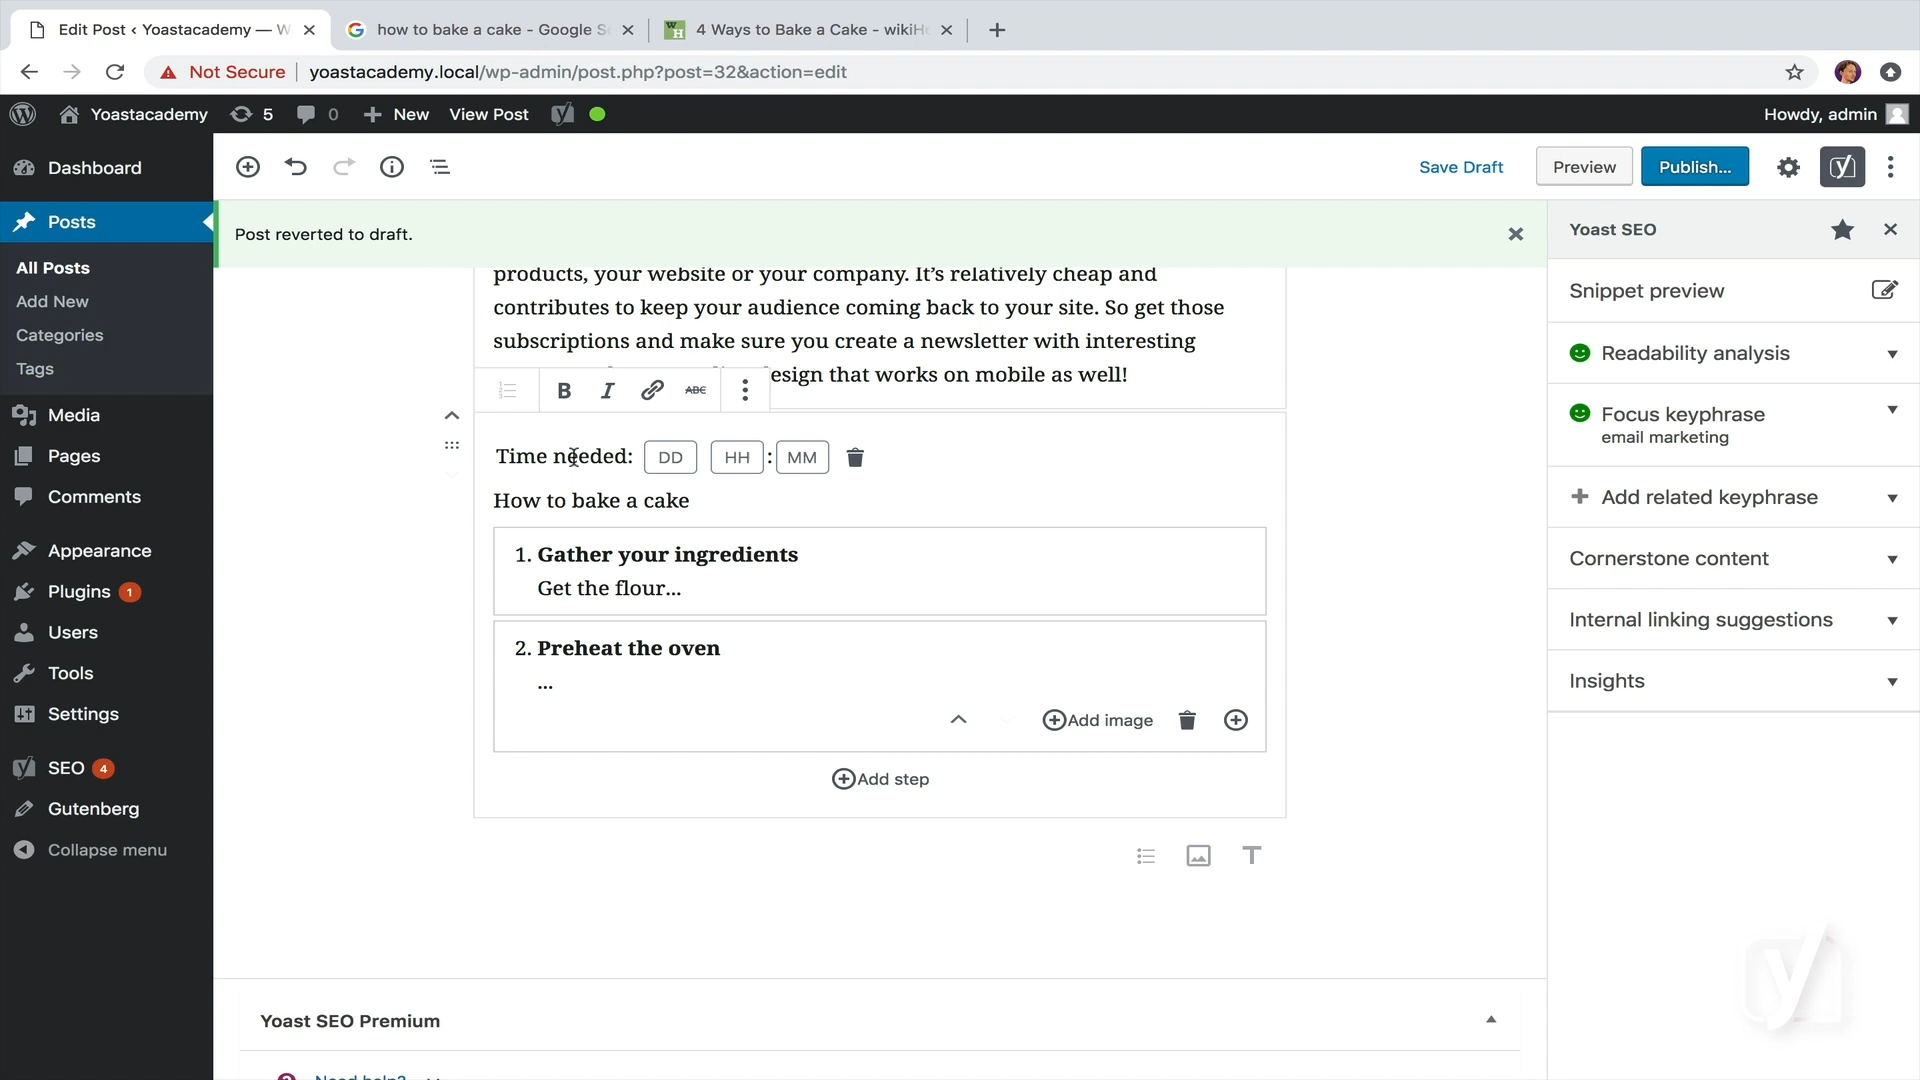 Edit Post ‹ Yoastacademy — W
how to bake a cake - Google S
4 Ways to Bake a Cake - wikiHo
Not Secure
yoastacademy.local/wp-admin/post.php?post=32&action=edit
Yoastacademy
5
0
New
View Post
Howdy, admin
Dashboard
Posts
All Posts
Add New
Categories
Tags
Media
Pages
Comments
Appearance
Plugins 1
Users
Tools
Settings
SEO 4
Gutenberg
Collapse menu
Save Draft
Preview
Publish...
Post reverted to draft.
products, your website or your company. It's relatively cheap and
contributes to keep your audience coming back to your site. So get those
subscriptions and make sure you create a newsletter with interesting
esign that works on mobile as well!
B I ABC
Time needed: DD HH : MM
How to bake a cake
1. Gather your ingredients
Get the flour...
2. Preheat the oven
...
Add image
Add step
Yoast SEO Premium
Need help?
Yoast SEO
Snippet preview
Readability analysis
Focus keyphrase
email marketing
Add related keyphrase
Cornerstone content
Internal linking suggestions
Insights